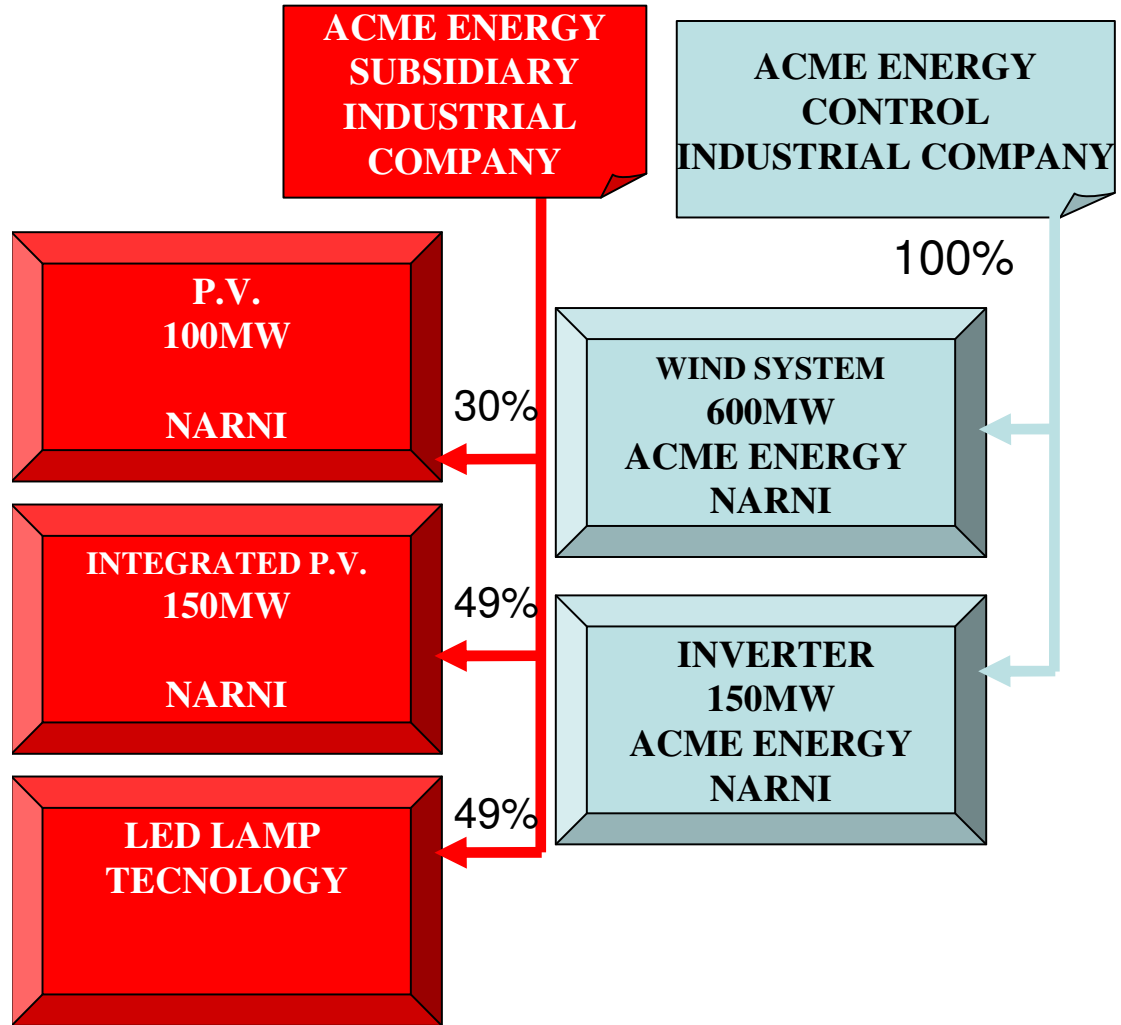 ACME ENERGY
SUBSIDIARY
INDUSTRIAL
COMPANY
ACME ENERGY
CONTROL
INDUSTRIAL COMPANY
100%
P.V.
100MW
NARNI
30%
WIND SYSTEM
600MW
ACME ENERGY
NARNI
INTEGRATED P.V.
150MW
NARNI
49%
INVERTER
150MW
ACME ENERGY
NARNI
LED LAMP
TECNOLOGY
49%